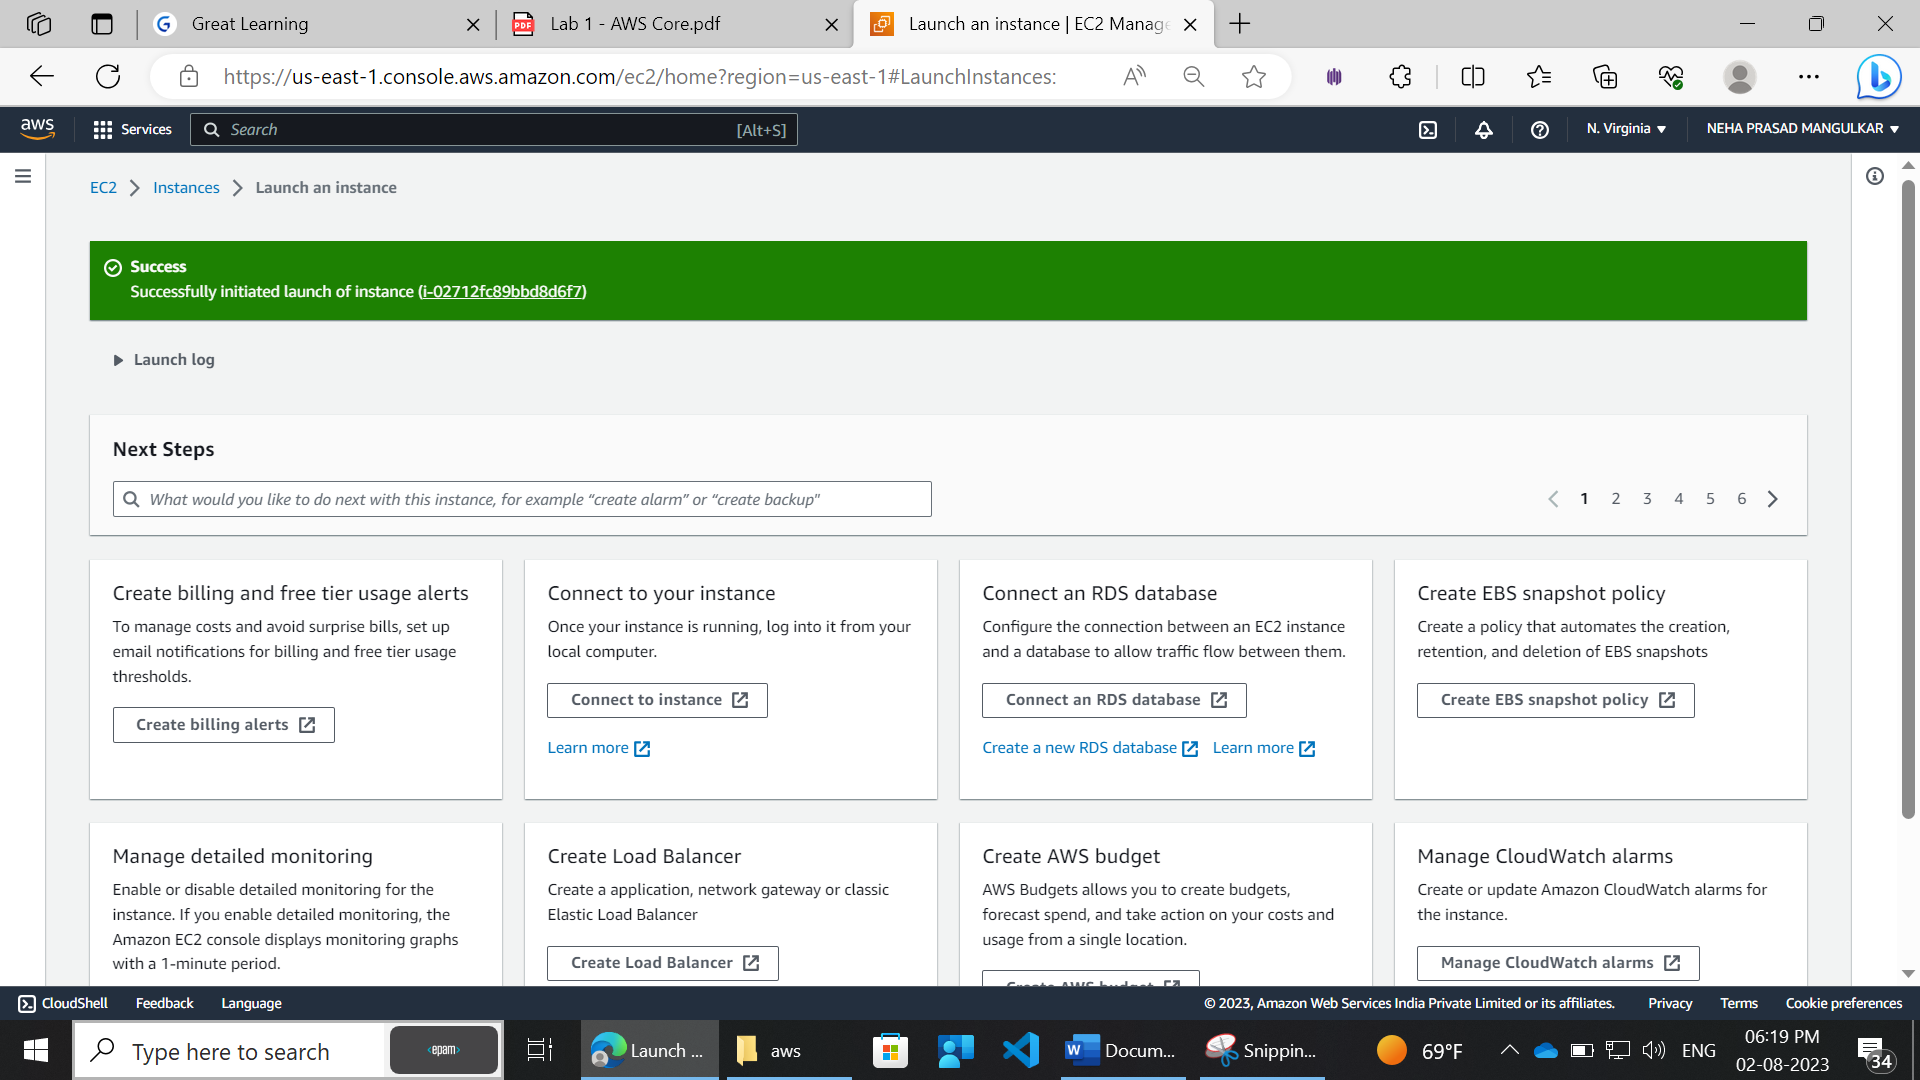 Great Learning
Lab 1 - AWS Core.pdf
Launch an instance | EC2 Manage
https://us-east-1.console.aws.amazon.com/ec2/home?region=us-east-1#LaunchInstances:
aws
Services
Search
[Alt+S]
N. Virginia
NEHA PRASAD MANGULKAR
EC2
Instances
Launch an instance
Success
Successfully initiated launch of instance (i-02712fc89bbd8d6f7)
Launch log
Next Steps
What would you like to do next with this instance, for example “create alarm” or “create backup”
1 2 3 4 5 6
Create billing and free tier usage alerts
To manage costs and avoid surprise bills, set up
email notifications for billing and free tier usage
thresholds.
Create billing alerts
Connect to your instance
Once your instance is running, log into it from your
local computer.
Connect to instance
Learn more
Connect an RDS database
Configure the connection between an EC2 instance
and a database to allow traffic flow between them.
Connect an RDS database
Create a new RDS database
Learn more
Create EBS snapshot policy
Create a policy that automates the creation,
retention, and deletion of EBS snapshots
Create EBS snapshot policy
Manage detailed monitoring
Enable or disable detailed monitoring for the
instance. If you enable detailed monitoring, the
Amazon EC2 console displays monitoring graphs
with a 1-minute period.
Create Load Balancer
Create a application, network gateway or classic
Elastic Load Balancer
Create Load Balancer
Create AWS budget
AWS Budgets allows you to create budgets,
forecast spend, and take action on your costs and
usage from a single location.
Create AWS budget
Manage CloudWatch alarms
Create or update Amazon CloudWatch alarms for
the instance.
Manage CloudWatch alarms
CloudShell
Feedback
Language
© 2023, Amazon Web Services India Private Limited or its affiliates.
Privacy
Terms
Cookie preferences
Type here to search
<epam>
Launch ...
aws
Docum...
Snippin...
69°F
ENG
06:19 PM
02-08-2023
34